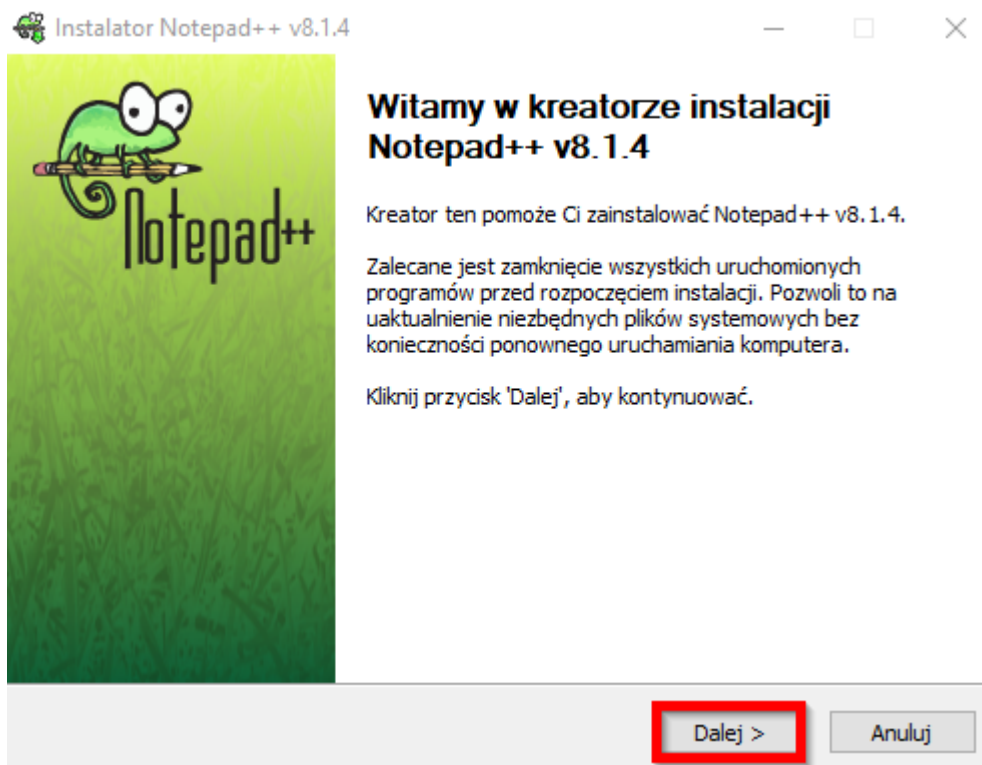 Instalator Notepad++ v8.1.4
Notepad++
Witamy w kreatorze instalacji
Notepad++ v8.1.4
Kreator ten pomoże Ci zainstalować Notepad++ v8.1.4.
Zalecane jest zamknięcie wszystkich uruchomionych
programów przed rozpoczęciem instalacji. Pozwoli to na
uaktualnienie niezbędnych plików systemowych bez
konieczności ponownego uruchamiania komputera.
Kliknij przycisk 'Dalej', aby kontynuować.
Dalej >
Anuluj